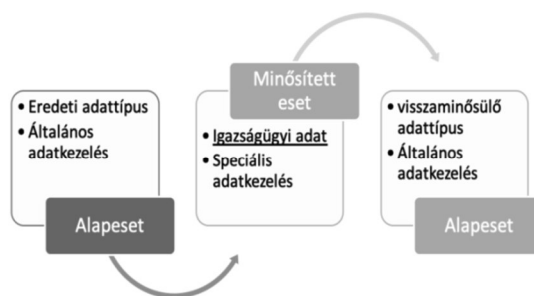 • Eredeti adattípus
• Általános
adatkezelés
Alapeset
Minősített
eset
• Igazságügyi adat
• Speciális
adatkezelés
• visszaminősülő
adattípus
• Általános
adatkezelés
Alapeset